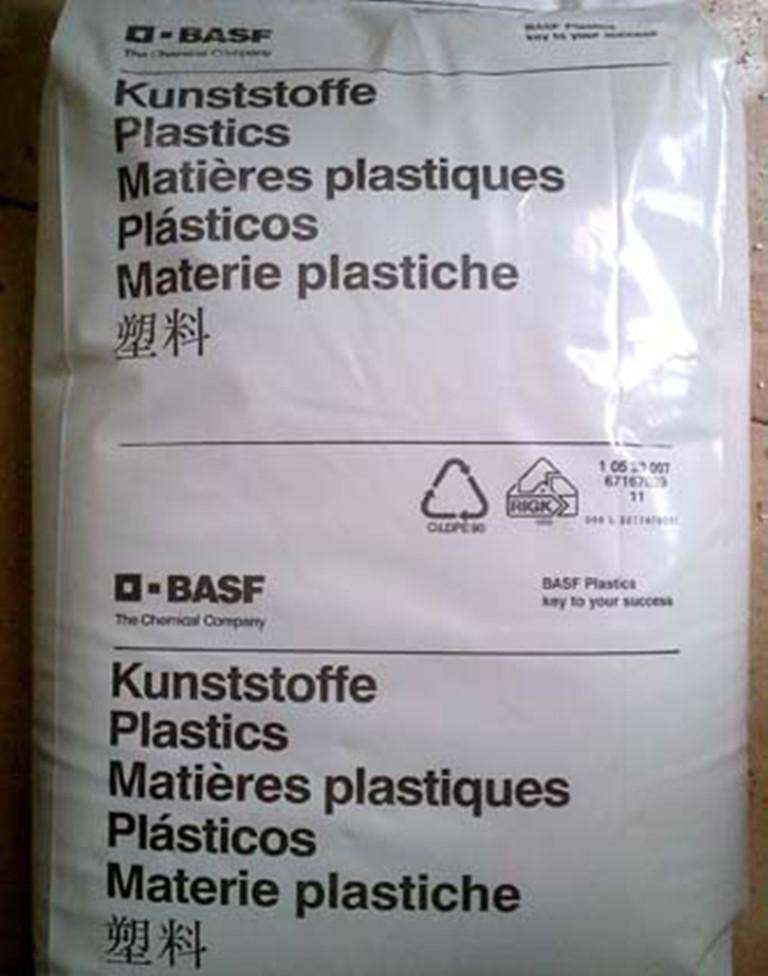 BASF
The Chemical Company
BASF Plastics
key to your success
Kunststoffe
Plastics
Matières plastiques
Plásticos
Materie plastiche
塑料
RIGK
11
BASF
The Chemical Company
BASF Plastics
key to your success
Kunststoffe
Plastics
Matières plastiques
Plásticos
Materie plastiche
塑料